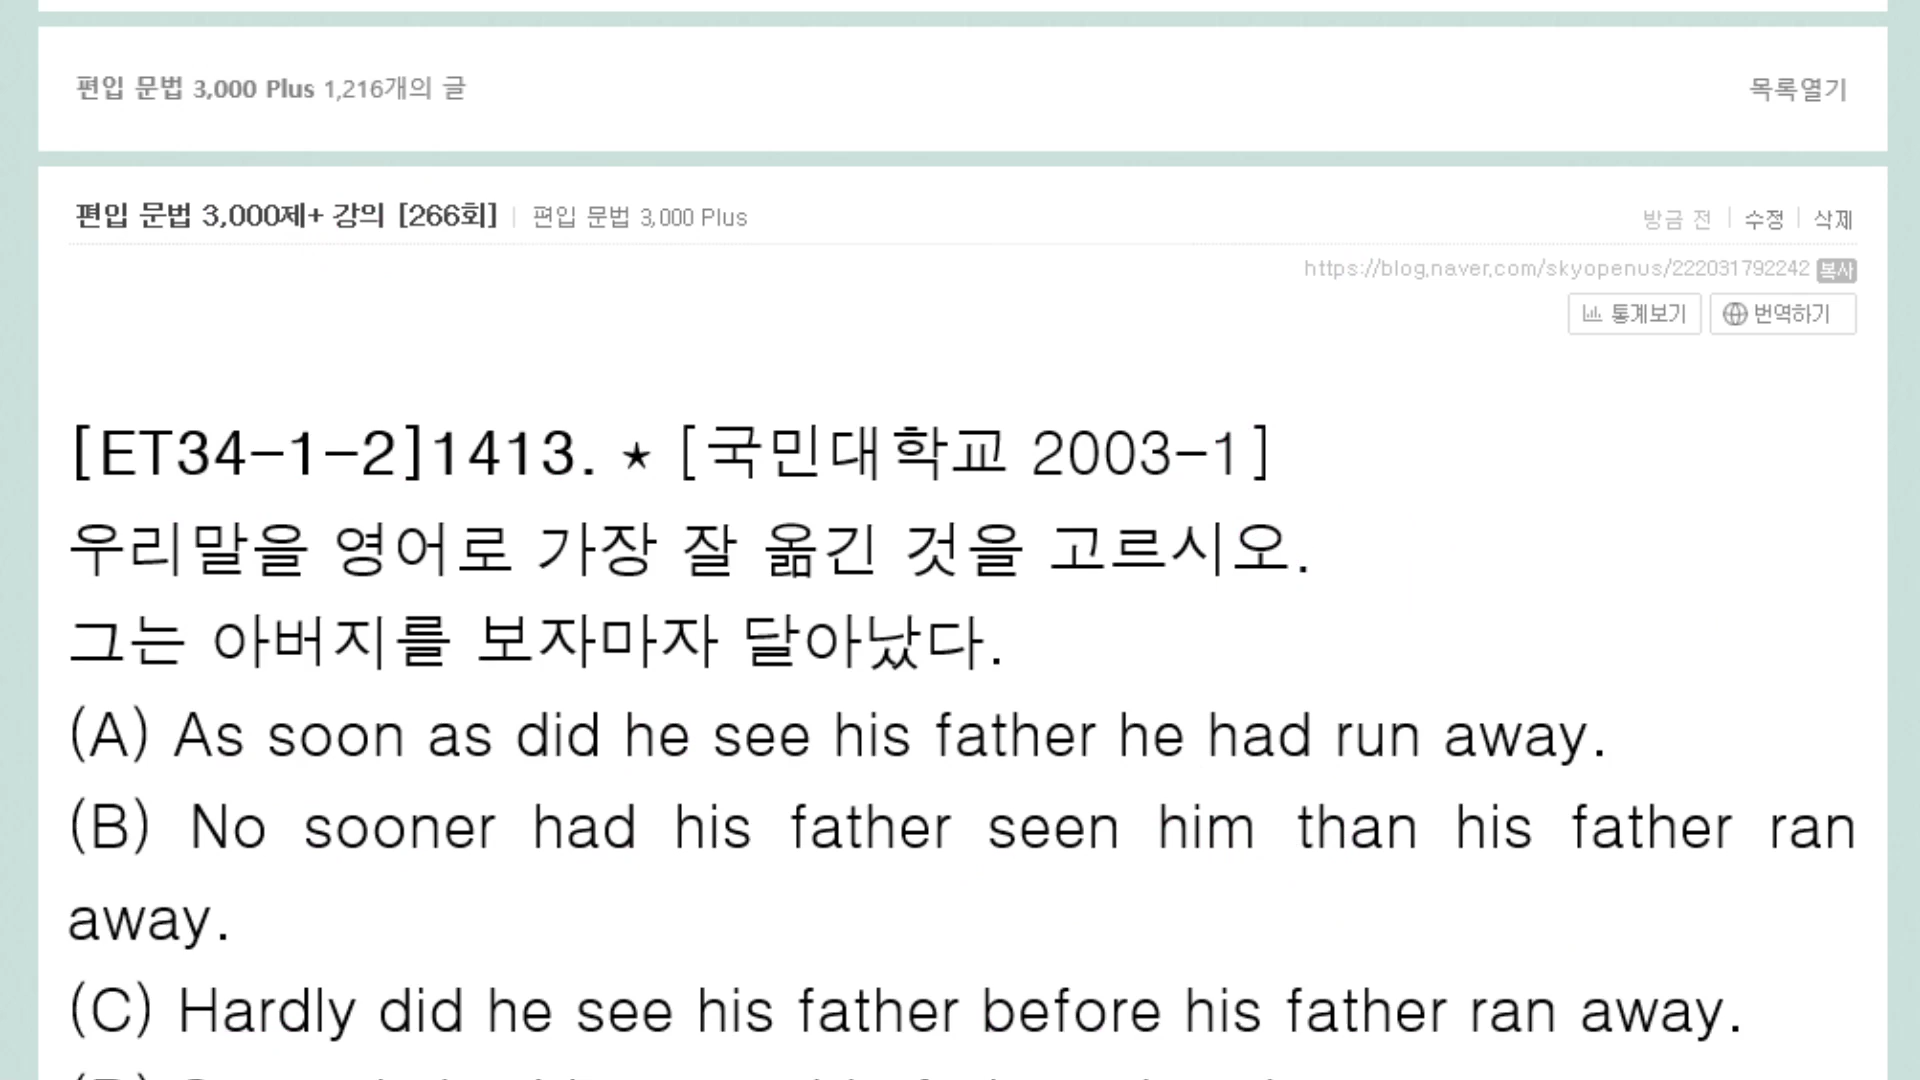 편입 문법 3,000 Plus 1,216개의 글
목록열기
편입 문법 3,000제+ 강의 [266회] | 편입 문법 3,000 Plus
방금 전 | 수정 | 삭제
https://blog.naver.com/skyopenus/222031792242 복사
통계보기 번역하기
[ET34-1-2]1413. ★ [국민대학교 2003-1]
우리말을 영어로 가장 잘 옮긴 것을 고르시오.
그는 아버지를 보자마자 달아났다.
(A) As soon as did he see his father he had run away.
(B) No sooner had his father seen him than his father ran
away.
(C) Hardly did he see his father before his father ran away.